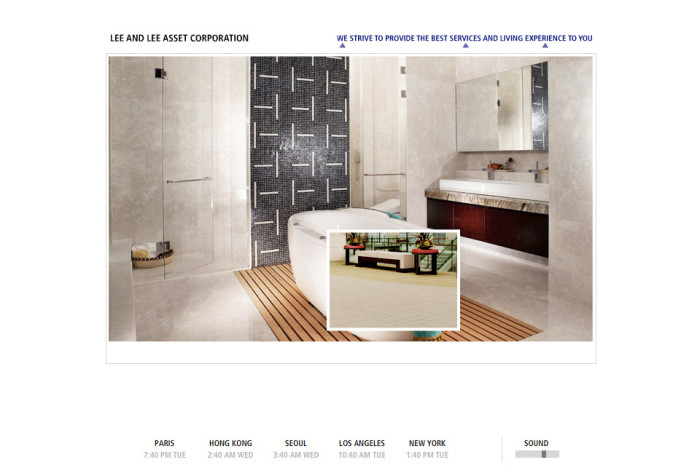 LEE AND LEE ASSET CORPORATION
WE STRIVE TO PROVIDE THE BEST SERVICES AND LIVING EXPERIENCE TO YOU
PARIS HONG KONG SEOUL LOS ANGELES NEW YORK SOUND
7:40 PM TUE 2:40 AM WED 3:40 AM WED 10:40 AM TUE 1:40 PM TUE